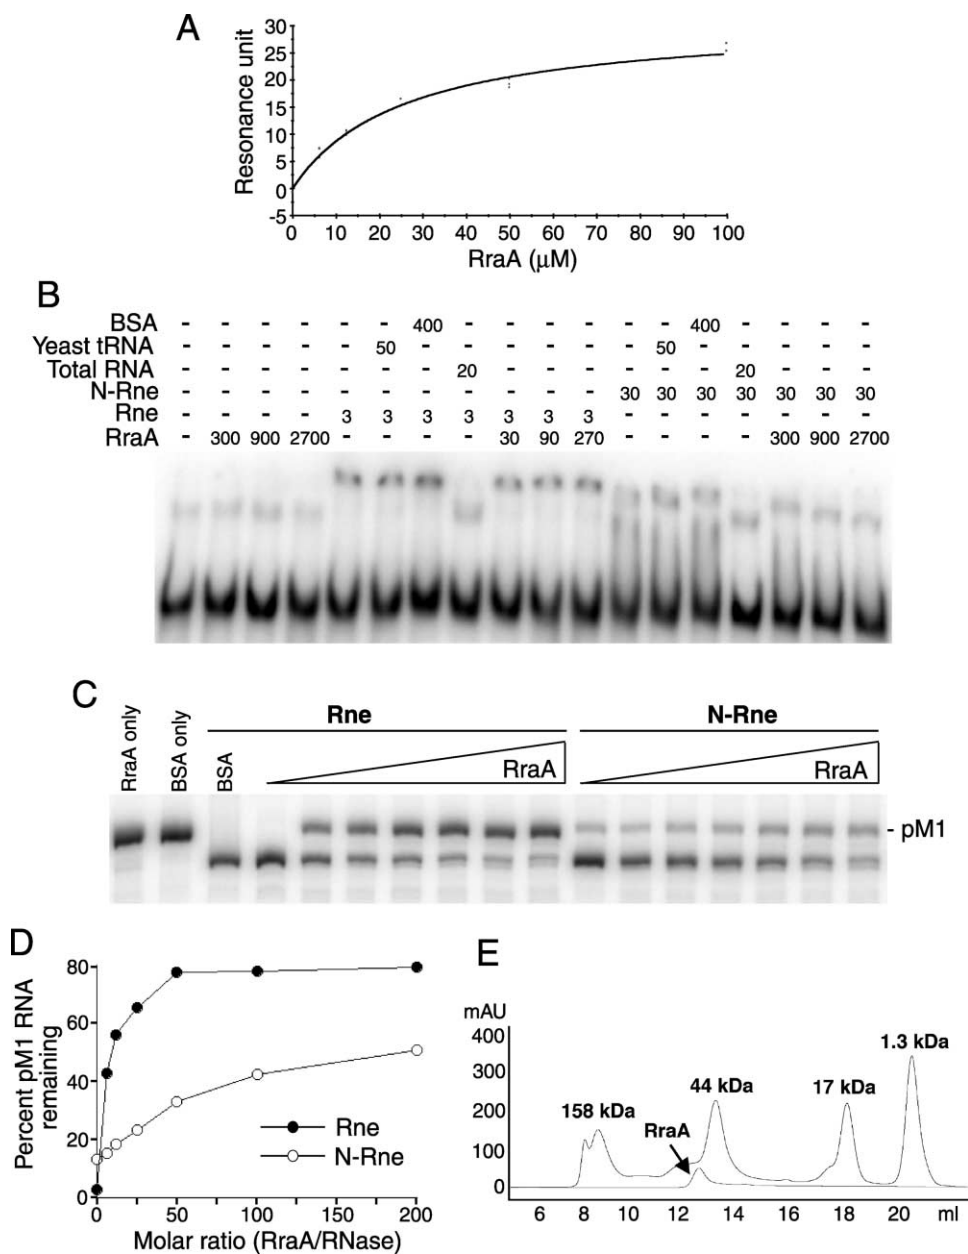 A
Resonance unit
30
25
20
15
10
5
0
-5
0 10 20 30 40 50 60 70 80 90 100
RraA (µM)
B
BSA - - - - - - 400 - - - - - - 400 - - - -
Yeast tRNA - - - - - 50 - - - - - - 50 - - - - -
Total RNA - - - - - - - 20 - - - - - - 20 - - -
N-Rne - - - - - - - - - - - 30 30 30 30 30 30 30
Rne - - - - 3 3 3 3 3 3 3 - - - - - - -
RraA - 300 900 2700 - - - - 30 90 270 - - - - 300 900 2700
C
RraA only
BSA only
BSA
Rne
RraA
N-Rne
RraA
- pM1
D
Percent pM1 RNA
remaining
80
60
40
80
0
0 50 100 150 200
Molar ratio (RraA/RNase)
Rne
N-Rne
E
mAU
400
300
200
100
0
158 kDa
RraA
44 kDa
17 kDa
1.3 kDa
6 8 10 12 14 16 18 20 ml